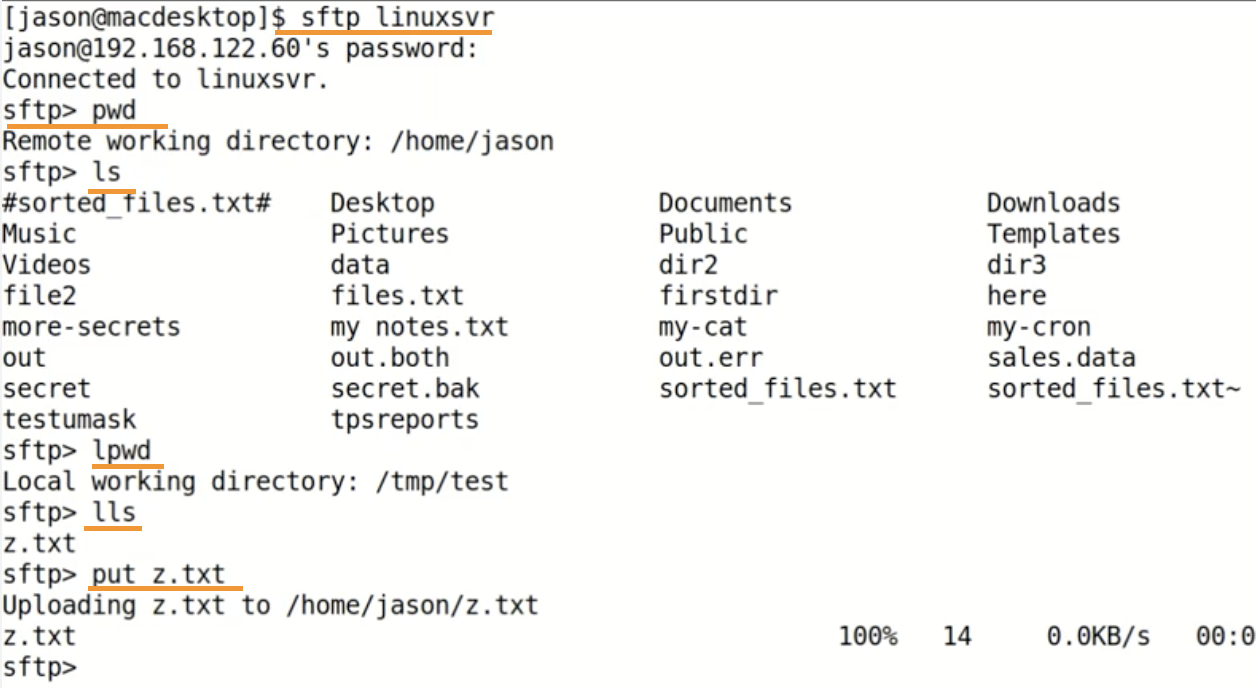 [jason@macdesktop]$ sftp linuxsvr
jason@192.168.122.60's password:
Connected to linuxsvr.
sftp> pwd
Remote working directory: /home/jason
sftp> ls
#sorted_files.txt# Desktop Documents Downloads
Music Pictures Public Templates
Videos data dir2 dir3
file2 files.txt firstdir here
more-secrets my notes.txt my-cat my-cron
out out.both out.err sales.data
secret secret.bak sorted_files.txt sorted_files.txt~
testumask tpsreports
sftp> lpwd
Local working directory: /tmp/test
sftp> lls
z.txt
sftp> put z.txt
Uploading z.txt to /home/jason/z.txt
z.txt 100% 14 0.0KB/s 00:0
sftp>